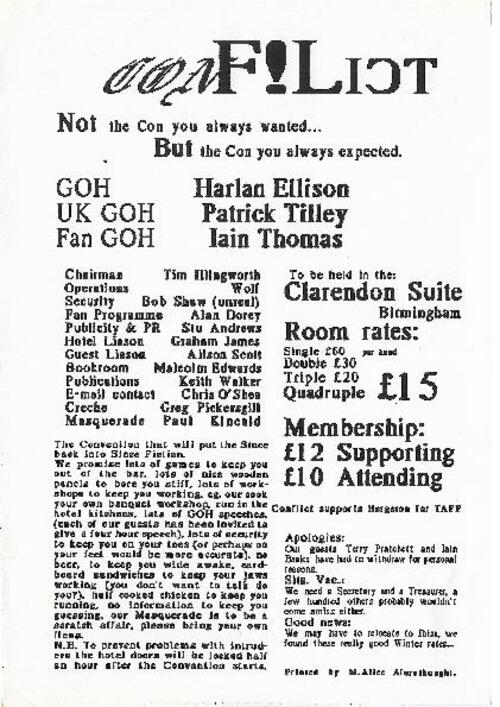 conF!LICT
Not the Con you always wanted...
But the Con you always expected.
GOH Harlan Ellison
UK GOH Patrick Tilley
Fan GOH Iain Thomas
Chairman Tim Illingworth
Operations Wolf
Security Bob Shaw (unreal)
Fan Programme Alan Dorey
Publicity & PR Stu Andrews
Hotel Liason Graham James
Guest Liason Alison Scott
Bookroom Malcolm Edwards
Publications Keith Walker
E-mail contact Chris O'Shea
Creche Greg Pickersgill
Masquerade Paul Kincaid
The Convention that will put the Since
back into Since Fiction.
We promise lots of games to keep you
out of the bar, lots of nice wooden
panels to bore you stiff, lots of work-
shops to keep you working, eg. our cook
your own banquet workshop, run in the
hotel kitchens, lots of GOH speeches,
(each of our guests has been invited to
give a four hour speech), lots of security
to keep you on your toes (or perhaps on
your feet would be more accurate), no
beer, to keep you wide awake, card-
board sandwiches to keep your jaws
working (you don't want to talk do
you?), half cooked chicken to keep you
running, no information to keep you
guessing, our Masquerade is to be a
scratch affair, please bring your own
fleas.
N.B. To prevent problems with intrud-
ers the hotel doors will be locked half
an hour after the Convention starts.
To be held in the:
Clarendon Suite
Birmingham
Room rates:
Single £60 per hand
Double £30
Triple £20
Quadruple £15
Membership:
£12 Supporting
£10 Attending
Conflict supports Hodgson for TAFF
Apologies:
Our guests Terry Pratchett and Iain
Banks have had to withdraw for personal
reasons.
Situ. Vac.:
We need a Secretary and a Treasurer, a
few hundred others probably wouldn't
come amiss either.
Good news:
We may have to relocate to Ibiza, we
found these really good Winter rates...
Printed by M.Alice Aforethought.